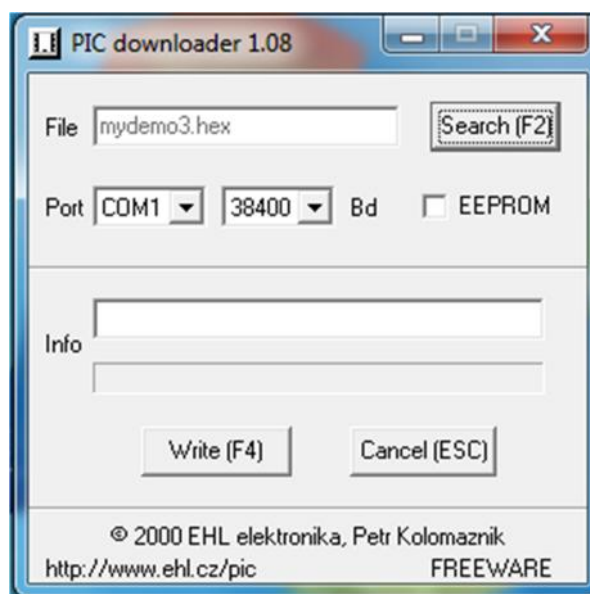 PIC downloader 1.08
File mydemo3.hex Search (F2)
Port COM1 38400 Bd EEPROM
Info
Write (F4) Cancel (ESC)
© 2000 EHL elektronika, Petr Kolomaznik
http://www.ehl.cz/pic FREEWARE